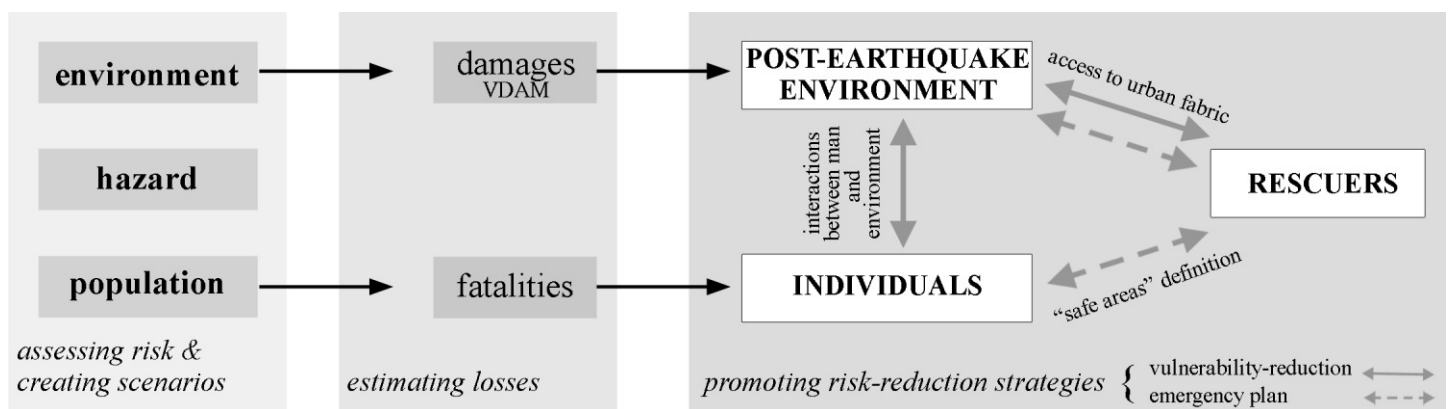 environment
hazard
population
assessing risk &
creating scenarios
damages
VDAM
fatalities
estimating losses
POST-EARTHQUAKE
ENVIRONMENT
interactions
between man
and
environment
INDIVIDUALS
access to urban fabric
RESCUERS
“safe areas” definition
promoting risk-reduction strategies {
vulnerability-reduction
emergency plan